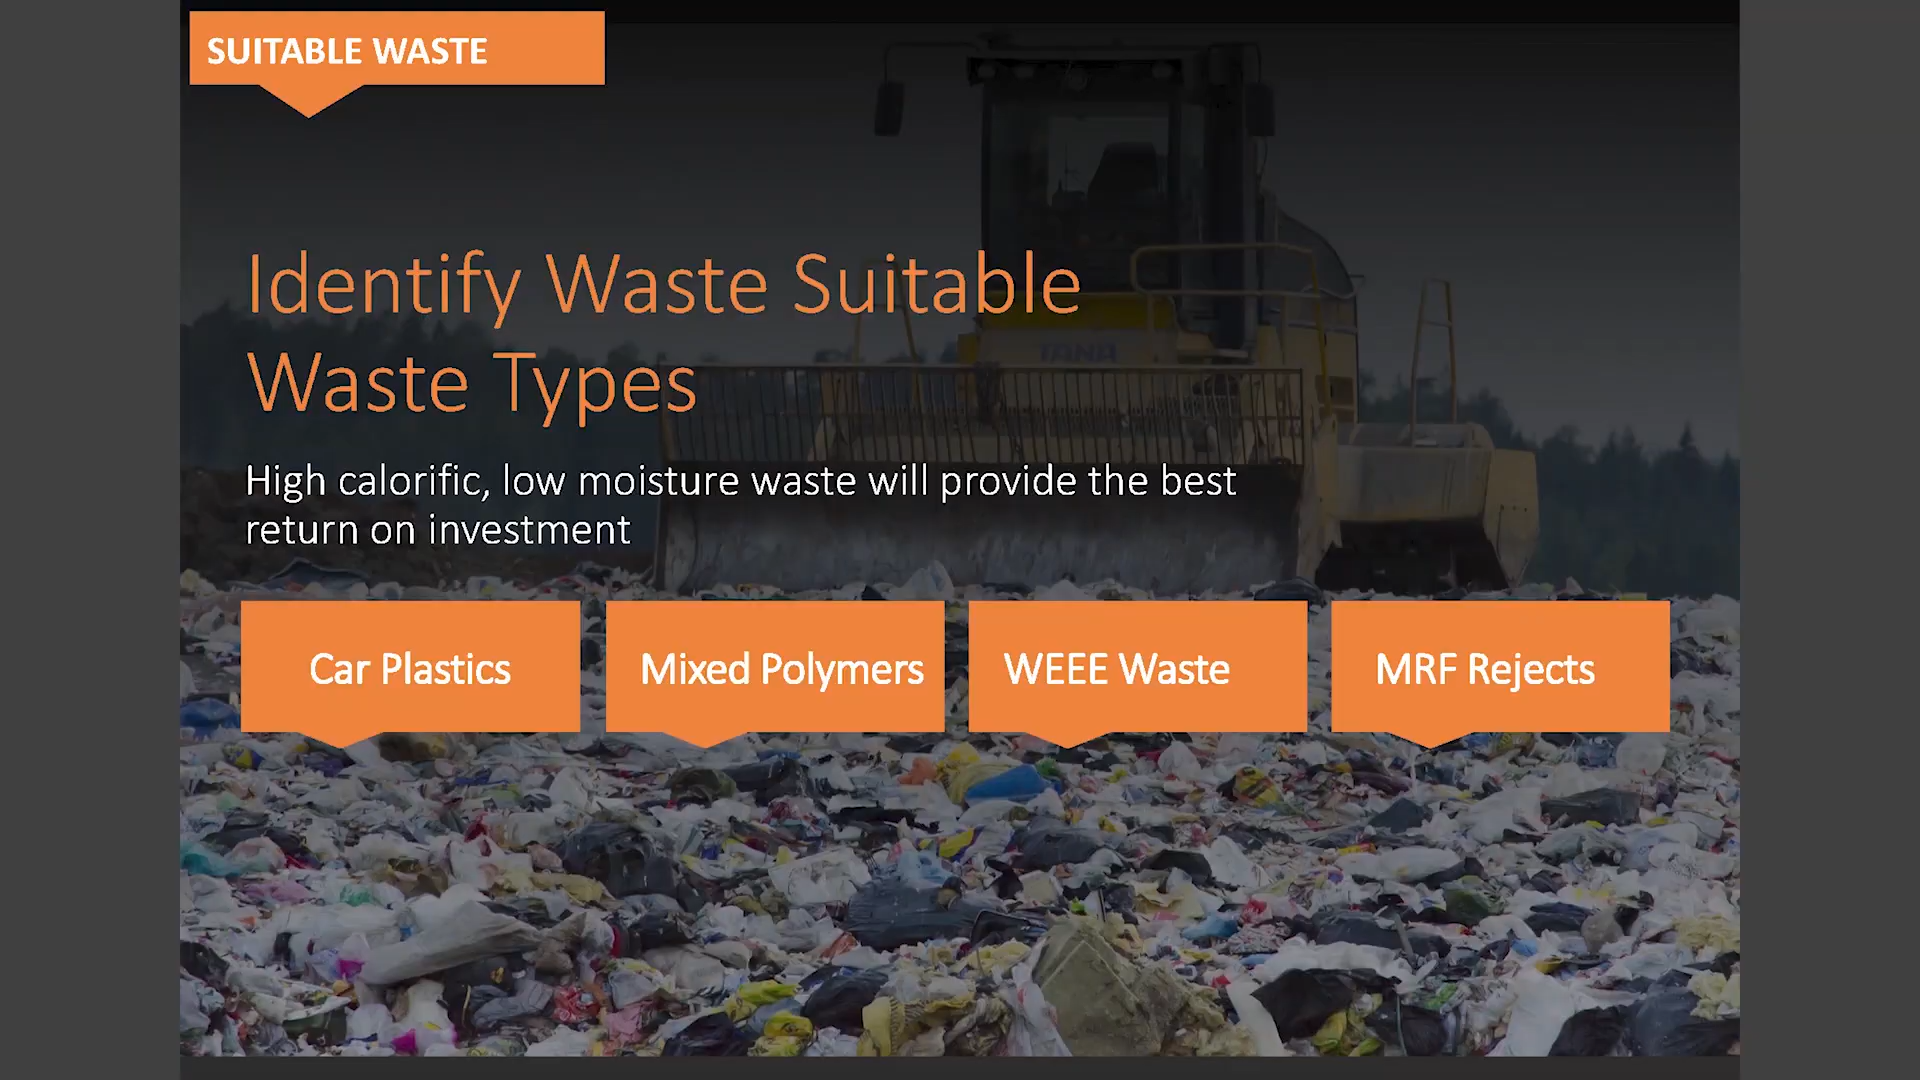 SUITABLE WASTE
TANA
Identify Waste Suitable
Waste Types
High calorific, low moisture waste will provide the best
return on investment
Car Plastics
Mixed Polymers
WEEE Waste
MRF Rejects